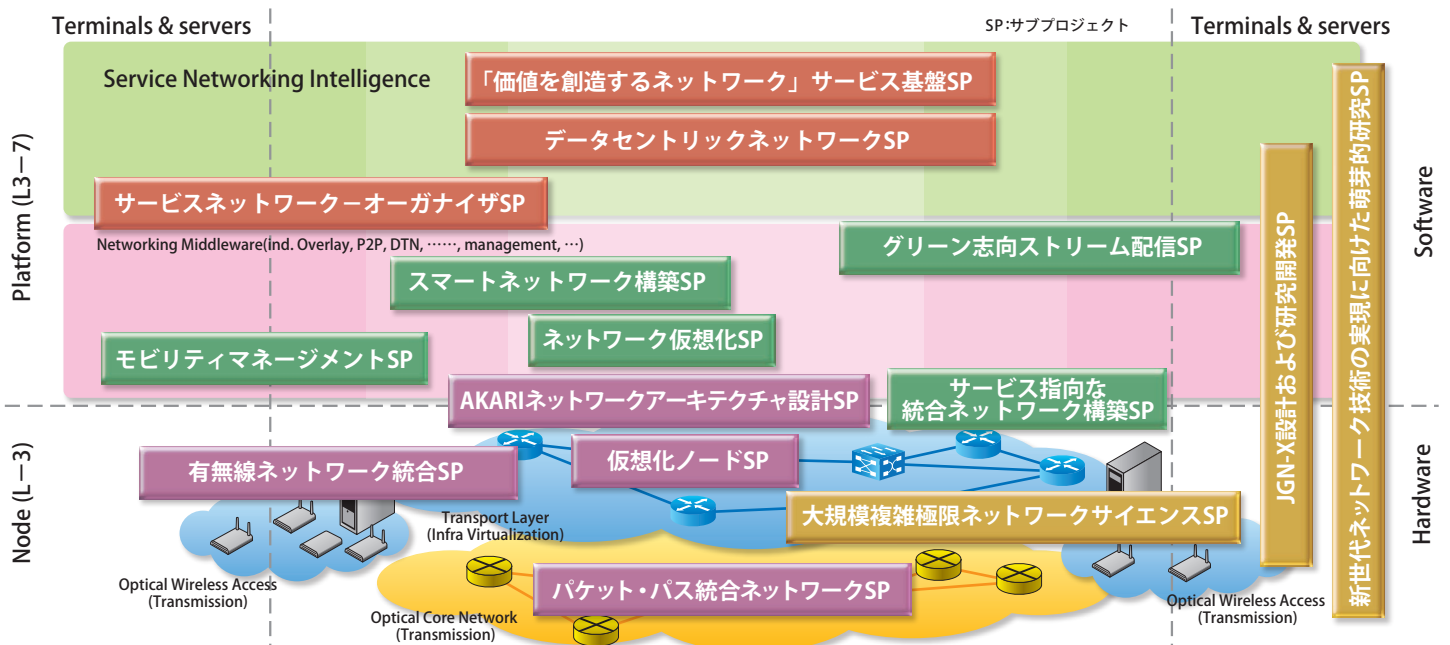 Terminals & servers
SP:サブプロジェクト
Terminals & servers
Service Networking Intelligence
「価値を創造するネットワーク」サービス基盤SP
データセントリックネットワークSP
サービスネットワーク－オーガナイザSP
Networking Middleware(ind. Overlay, P2P, DTN, ……, management, …)
グリーン志向ストリーム配信SP
スマートネットワーク構築SP
ネットワーク仮想化SP
モビリティマネージメントSP
AKARIネットワークアーキテクチャ設計SP
サービス指向な
統合ネットワーク構築SP
有無線ネットワーク統合SP
仮想化ノードSP
大規模複雑極限ネットワークサイエンスSP
Transport Layer
(Infra Virtualization)
Optical Wireless Access
(Transmission)
パケット・パス統合ネットワークSP
Optical Core Network
(Transmission)
Optical Wireless Access
(Transmission)
Platform (L3－7)
Node (L－3)
JGN-X設計および研究開発SP
新世代ネットワーク技術の実現に向けた萌芽的研究SP
Software
Hardware